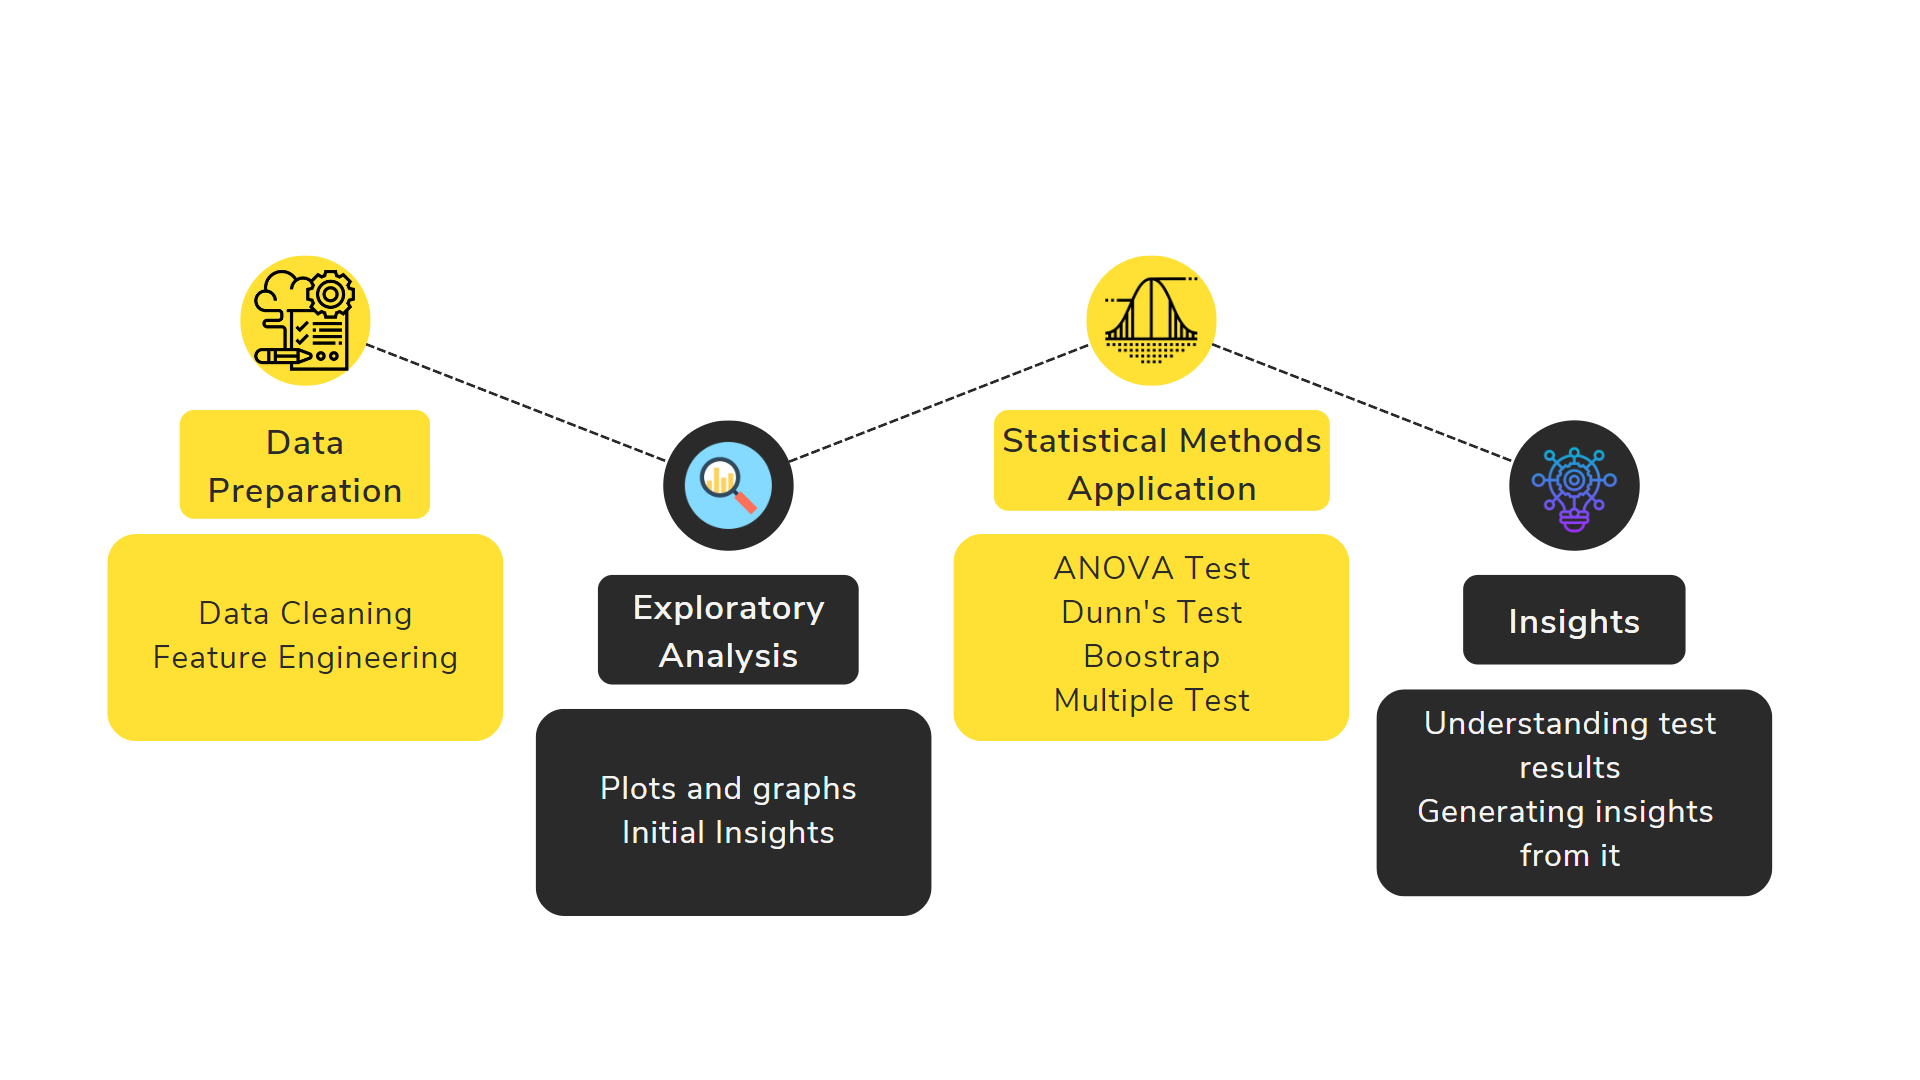 Data
Preparation
Data Cleaning
Feature Engineering
Exploratory
Analysis
Plots and graphs
Initial Insights
Statistical Methods
Application
ANOVA Test
Dunn's Test
Boostrap
Multiple Test
Insights
Understanding test
results
Generating insights
from it